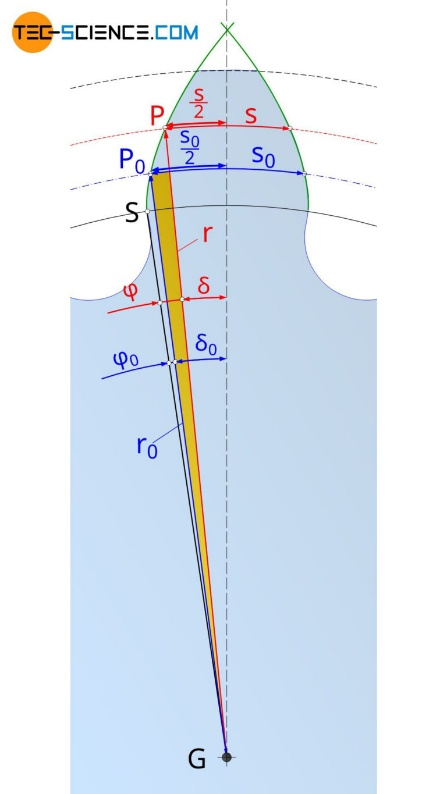 TEC-SCIENCE.COM
s
2
P
s
s₀
2
P₀
s₀
S
r
φ
δ
φ₀
δ₀
r₀
G